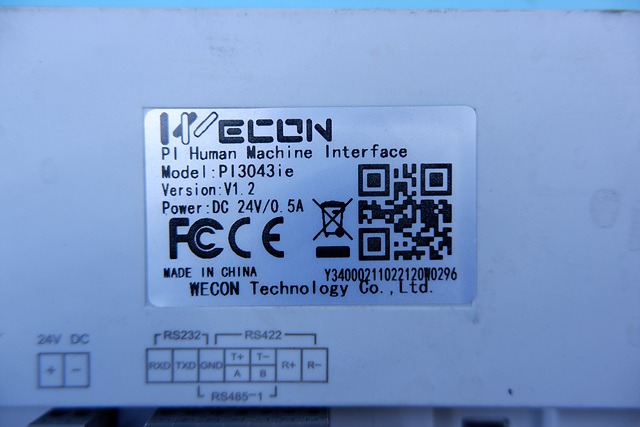 WECON
PI Human Machine Interface
Model:PI3043ie
Version:V1.2
Power:DC 24V/0.5A
FC CE
MADE IN CHINA
Y34000211022120W0296
WECON Technology Co.,Ltd.
24V DC
+ -
RS232 RS422
RXD TXD GND T+ T- R+ R-
A B
RS485-1